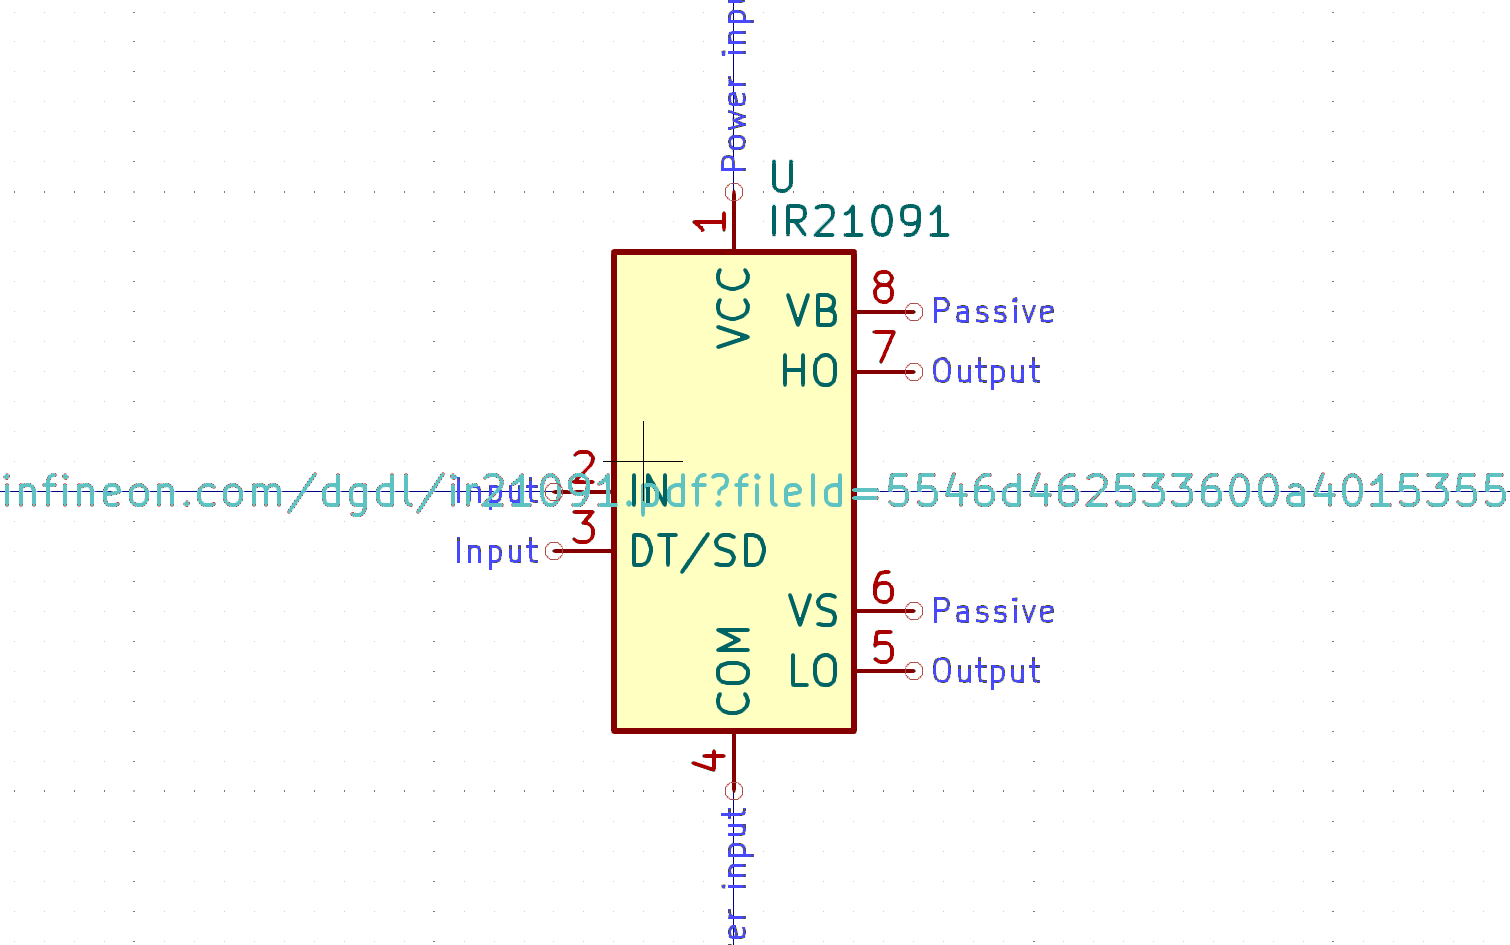 Power inpu
U
1
IR21091
VCC
VB
8
Passive
HO
7
Output
2
infineon.com/dgdl/ir21091.pdf?fileId=5546d462533600a4015355
Input
IN
3
Input
DT/SD
VS
6
Passive
LO
5
Output
COM
4
er input